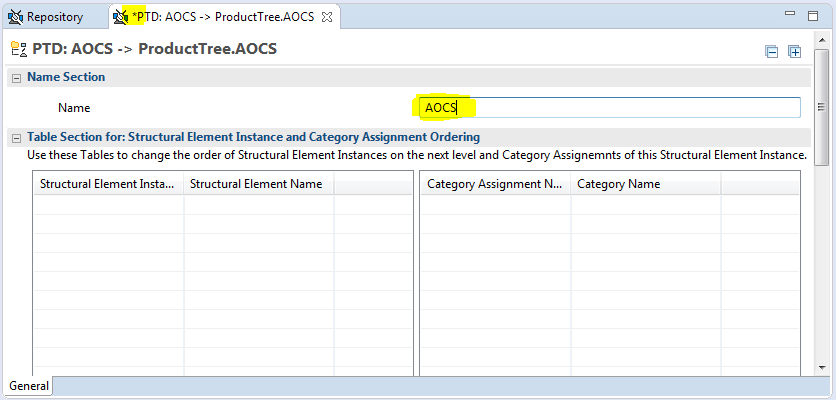 Repository
*PTD: AOCS -> ProductTree.AOCS
PTD: AOCS -> ProductTree.AOCS
Name Section
Name
AOCS
Table Section for: Structural Element Instance and Category Assignment Ordering
Use these Tables to change the order of Structural Element Instances on the next level and Category Assignemnts of this Structural Element Instance.
Structural Element Insta... Structural Element Name Category Assignment N... Category Name
General